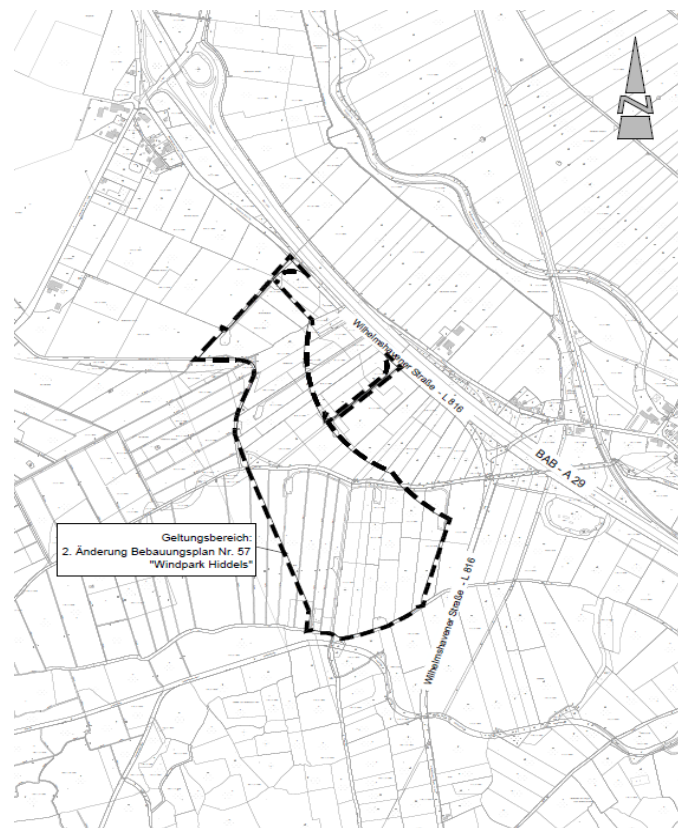 N
Wilhelmshavener Straße - L 816
BAB - A 29
Geltungsbereich:
2. Änderung Bebauungsplan Nr. 57
"Windpark Hiddels"
Wilhelmshavener Straße - L 816